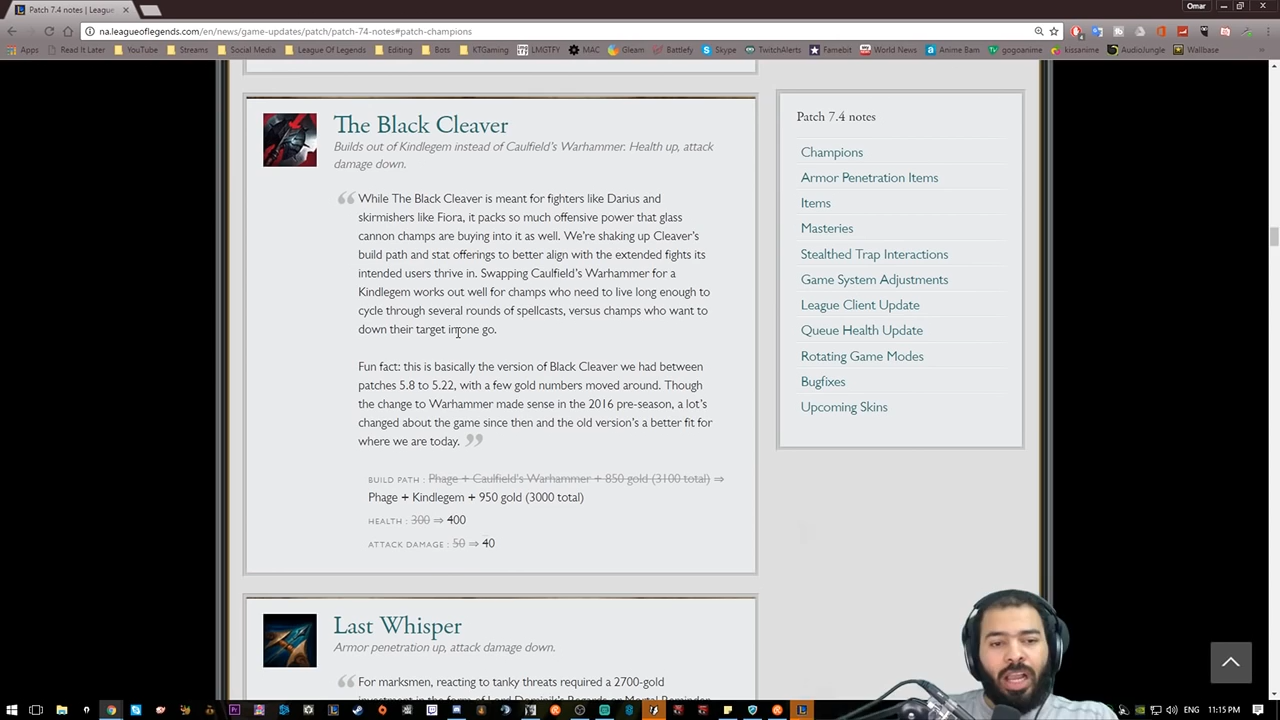 Patch 7.4 notes | League
Omar
na.leagueoflegends.com/en/news/game-updates/patch/patch-74-notes#patch-champions
Apps Read It Later YouTube Streams Social Media League Of Legends Editing Bots KTGaming LMGTFY MAC Gleam Battlefy Skype TwitchAlerts Famebit World News Anime Bam gogoanime kissanime AudioJungle Wallbase
The Black Cleaver
Builds out of Kindlegem instead of Caulfield's Warhammer. Health up, attack
damage down.
While The Black Cleaver is meant for fighters like Darius and
skirmishers like Fiora, it packs so much offensive power that glass
cannon champs are buying into it as well. We're shaking up Cleaver's
build path and stat offerings to better align with the extended fights its
intended users thrive in. Swapping Caulfield's Warhammer for a
Kindlegem works out well for champs who need to live long enough to
cycle through several rounds of spellcasts, versus champs who want to
down their target in one go.
Fun fact: this is basically the version of Black Cleaver we had between
patches 5.8 to 5.22, with a few gold numbers moved around. Though
the change to Warhammer made sense in the 2016 pre-season, a lot's
changed about the game since then and the old version's a better fit for
where we are today.
BUILD PATH : Phage + Caulfield's Warhammer + 850 gold (3100 total) ⇒
Phage + Kindlegem + 950 gold (3000 total)
HEALTH : 300 ⇒ 400
ATTACK DAMAGE : 50 ⇒ 40
Last Whisper
Armor penetration up, attack damage down.
For marksmen, reacting to tanky threats required a 2700-gold
investment in the form of Lord Dominik's Regards or Mortal Reminder
Patch 7.4 notes
Champions
Armor Penetration Items
Items
Masteries
Stealthed Trap Interactions
Game System Adjustments
League Client Update
Queue Health Update
Rotating Game Modes
Bugfixes
Upcoming Skins
ENG 11:15 PM